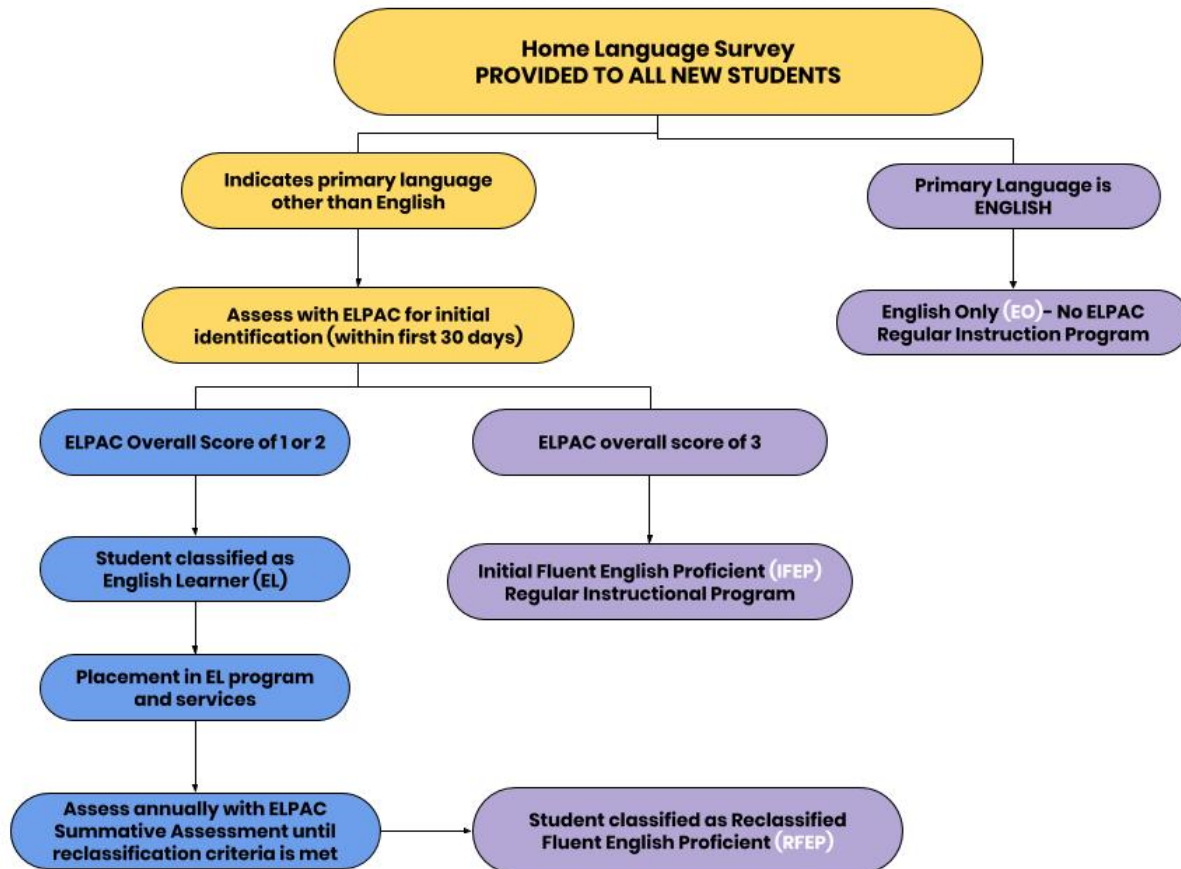 Home Language Survey
PROVIDED TO ALL NEW STUDENTS
Indicates primary language
other than English
Primary Language is
ENGLISH
Assess with ELPAC for initial
identification (within first 30 days)
English Only (EO)- No ELPAC
Regular Instruction Program
ELPAC Overall Score of 1 or 2
ELPAC overall score of 3
Student classified as
English Learner (EL)
Initial Fluent English Proficient (IFEP)
Regular Instructional Program
Placement in EL program
and services
Assess annually with ELPAC
Summative Assessment until
reclassification criteria is met
Student classified as Reclassified
Fluent English Proficient (RFEP)